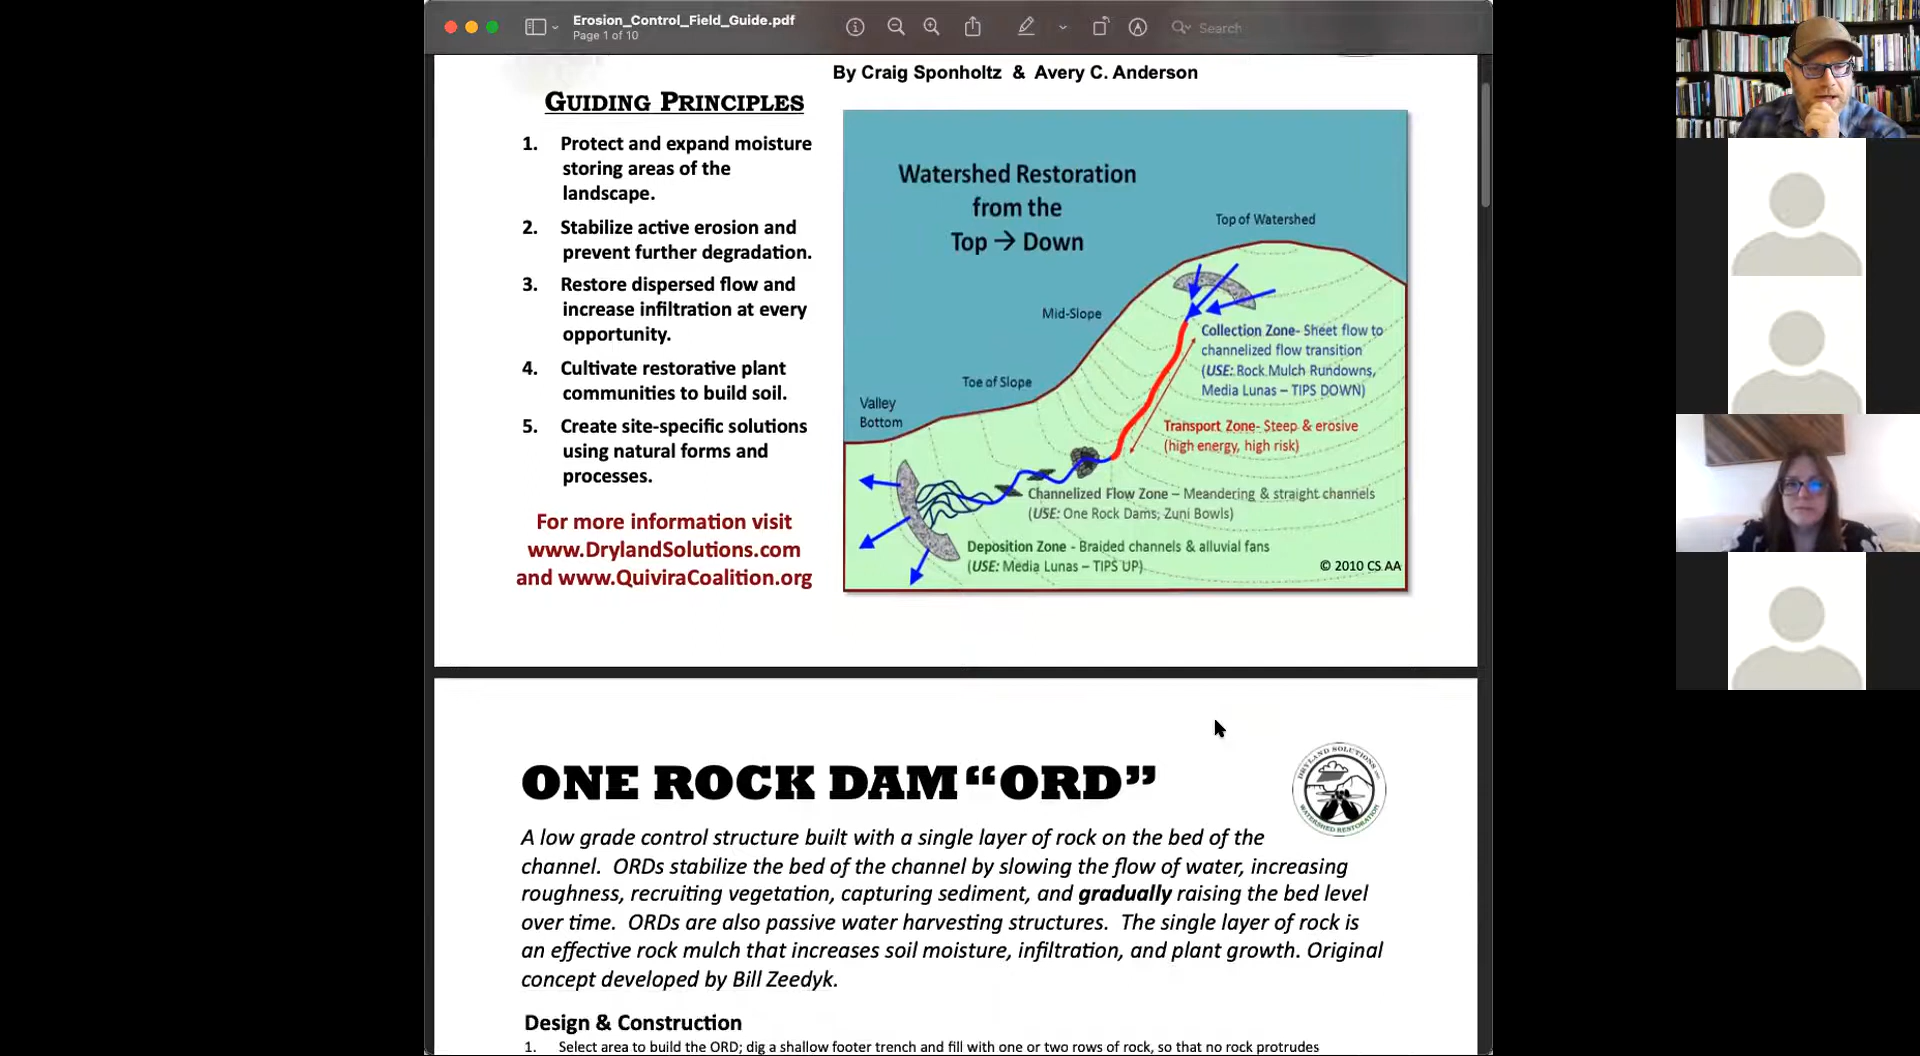 Erosion_Control_Field_Guide.pdf
Page 1 of 10
Search
By Craig Sponholtz & Avery C. Anderson
GUIDING PRINCIPLES
1. Protect and expand moisture
storing areas of the
landscape.
2. Stabilize active erosion and
prevent further degradation.
3. Restore dispersed flow and
increase infiltration at every
opportunity.
4. Cultivate restorative plant
communities to build soil.
5. Create site-specific solutions
using natural forms and
processes.
For more information visit
www.DrylandSolutions.com
and www.QuiviraCoalition.org
Watershed Restoration
from the
Top → Down
Top of Watershed
Mid-Slope
Toe of Slope
Valley
Bottom
Collection Zone- Sheet flow to
channelized flow transition
(USE: Rock Mulch Rundowns,
Media Lunas – TIPS DOWN)
Transport Zone- Steep & erosive
(high energy, high risk)
Channelized Flow Zone – Meandering & straight channels
(USE: One Rock Dams; Zuni Bowls)
Deposition Zone - Braided channels & alluvial fans
(USE: Media Lunas – TIPS UP)
© 2010 CS AA
ONE ROCK DAM “ORD”
DRYLAND SOLUTIONS INC
WATERSHED RESTORATION
A low grade control structure built with a single layer of rock on the bed of the
channel. ORDs stabilize the bed of the channel by slowing the flow of water, increasing
roughness, recruiting vegetation, capturing sediment, and gradually raising the bed level
over time. ORDs are also passive water harvesting structures. The single layer of rock is
an effective rock mulch that increases soil moisture, infiltration, and plant growth. Original
concept developed by Bill Zeedyk.
Design & Construction
1. Select area to build the ORD; dig a shallow footer trench and fill with one or two rows of rock, so that no rock protrudes